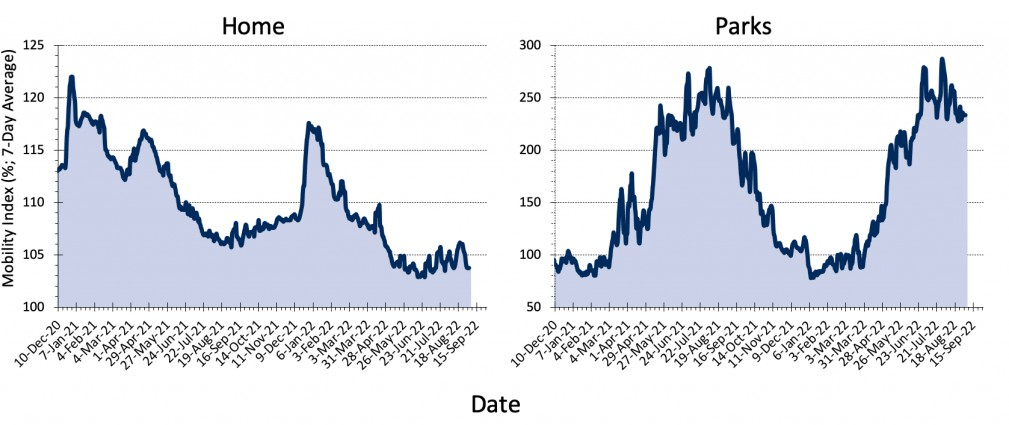 Home
Mobility Index (%; 7-Day Average)
125
120
115
110
105
100
10-Dec-20
7-Jan-21
4-Feb-21
4-Mar-21
1-Apr-21
29-Apr-21
27-May-21
24-Jun-21
22-Jul-21
19-Aug-21
16-Sep-21
14-Oct-21
11-Nov-21
9-Dec-21
6-Jan-22
3-Feb-22
3-Mar-22
31-Mar-22
28-Apr-22
26-May-22
23-Jun-22
21-Jul-22
18-Aug-22
15-Sep-22
Parks
300
250
200
150
100
50
10-Dec-20
7-Jan-21
4-Feb-21
4-Mar-21
1-Apr-21
29-Apr-21
27-May-21
24-Jun-21
22-Jul-21
19-Aug-21
16-Sep-21
14-Oct-21
11-Nov-21
9-Dec-21
6-Jan-22
3-Feb-22
3-Mar-22
31-Mar-22
28-Apr-22
26-May-22
23-Jun-22
21-Jul-22
18-Aug-22
15-Sep-22
Date